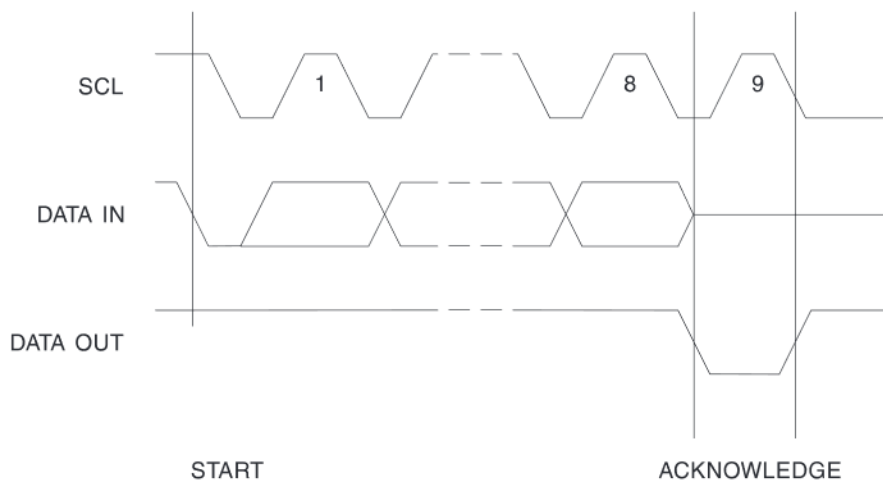 SCL
1
8
9
DATA IN
DATA OUT
START
ACKNOWLEDGE